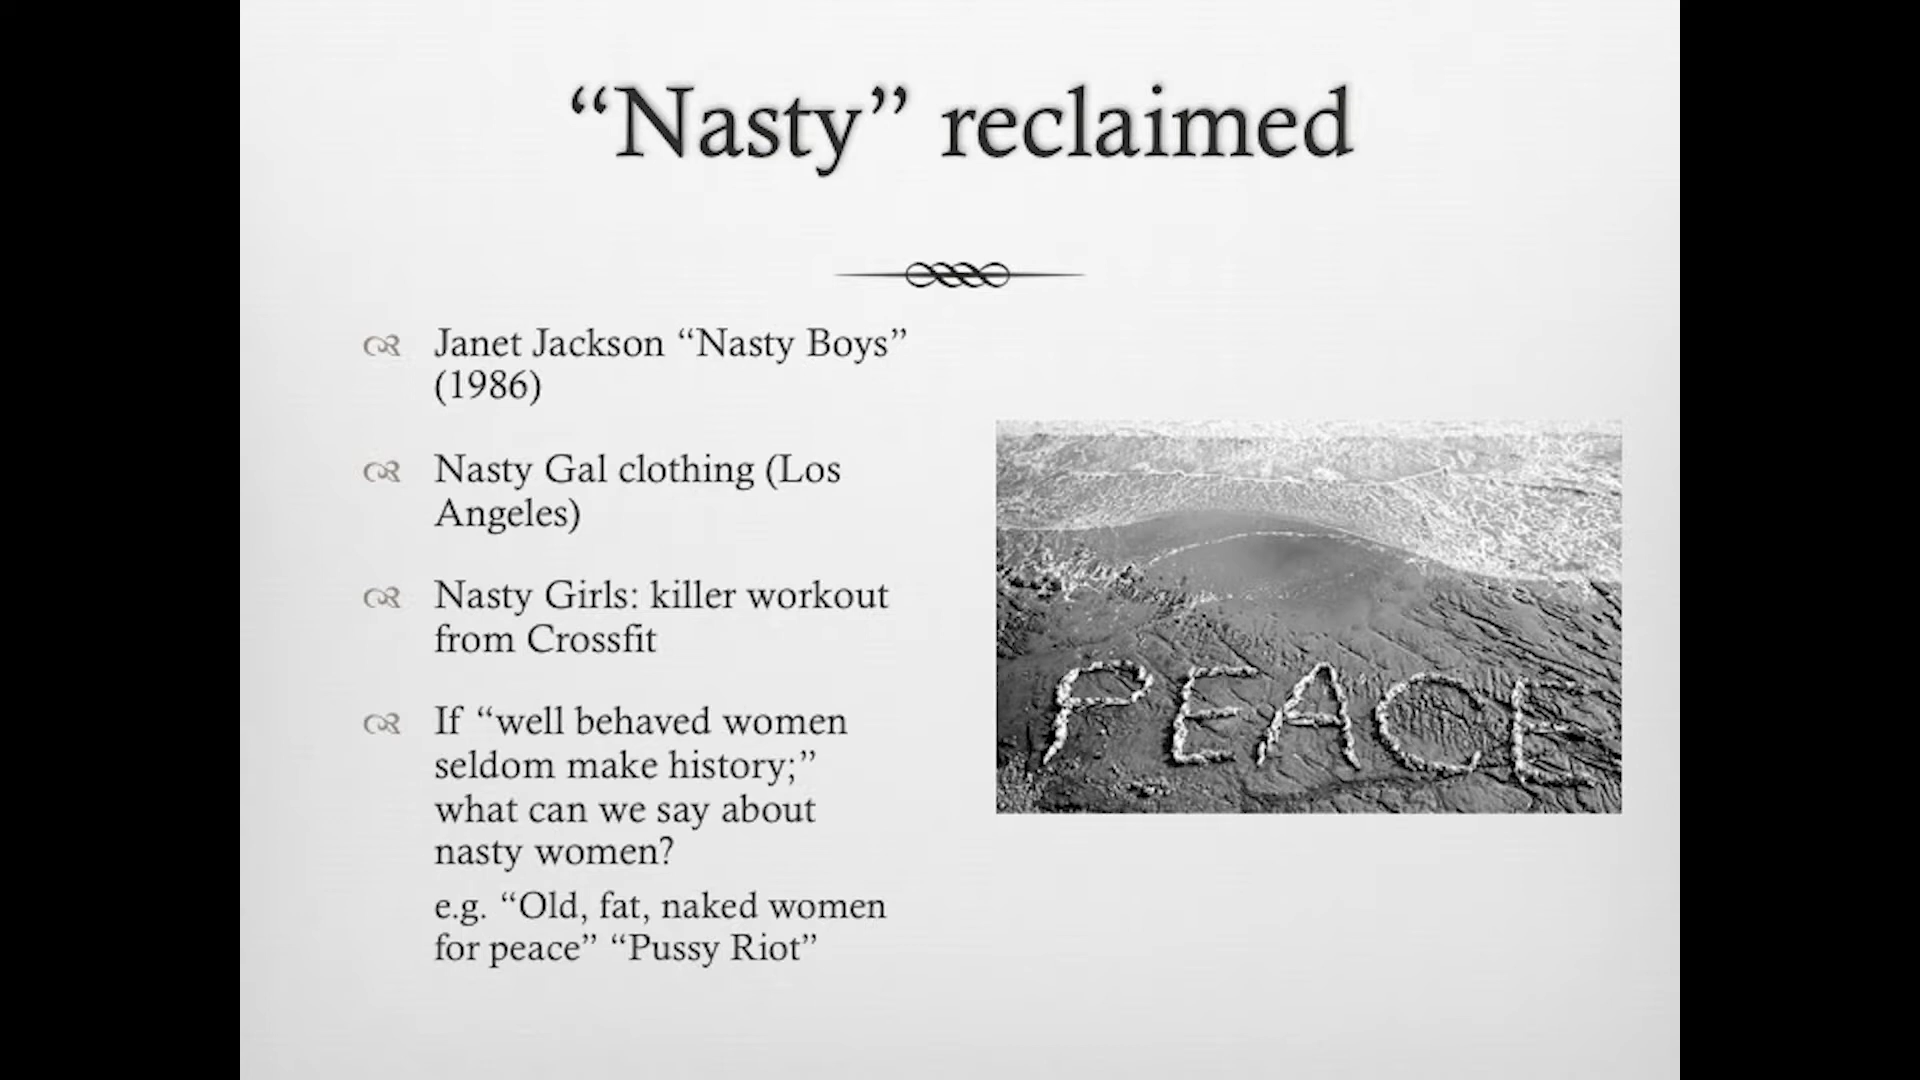 “Nasty” reclaimed
Janet Jackson “Nasty Boys”
(1986)
Nasty Gal clothing (Los
Angeles)
Nasty Girls: killer workout
from Crossfit
If “well behaved women
seldom make history;”
what can we say about
nasty women?
e.g. “Old, fat, naked women
for peace” “Pussy Riot”
PEACE